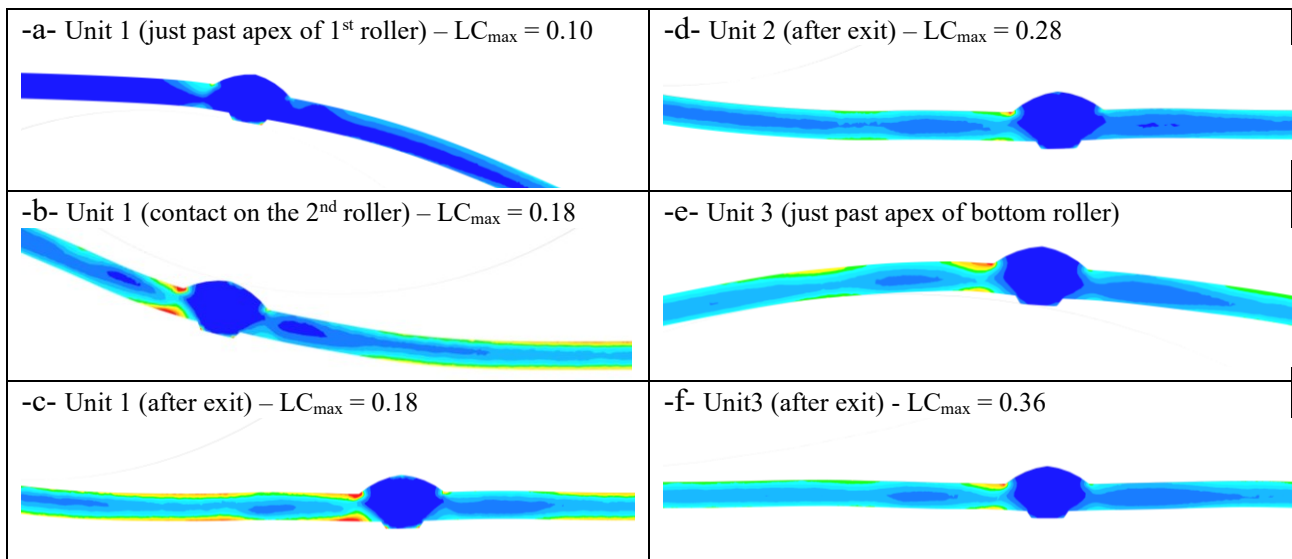 -a- Unit 1 (just past apex of 1st roller) – LCmax = 0.10
-d- Unit 2 (after exit) – LCmax = 0.28
-b- Unit 1 (contact on the 2nd roller) – LCmax = 0.18
-e- Unit 3 (just past apex of bottom roller)
-c- Unit 1 (after exit) – LCmax = 0.18
-f- Unit3 (after exit) - LCmax = 0.36